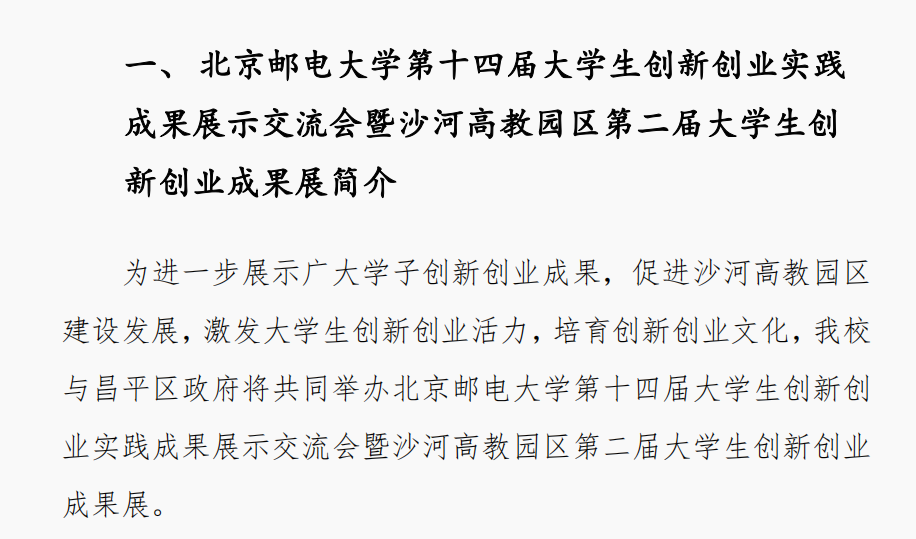 一、 北京邮电大学第十四届大学生创新创业实践
成果展示交流会暨沙河高教园区第二届大学生创
新创业成果展简介
为进一步展示广大学子创新创业成果，促进沙河高教园区
建设发展，激发大学生创新创业活力，培育创新创业文化，我校
与昌平区政府将共同举办北京邮电大学第十四届大学生创新创
业实践成果展示交流会暨沙河高教园区第二届大学生创新创业
成果展。